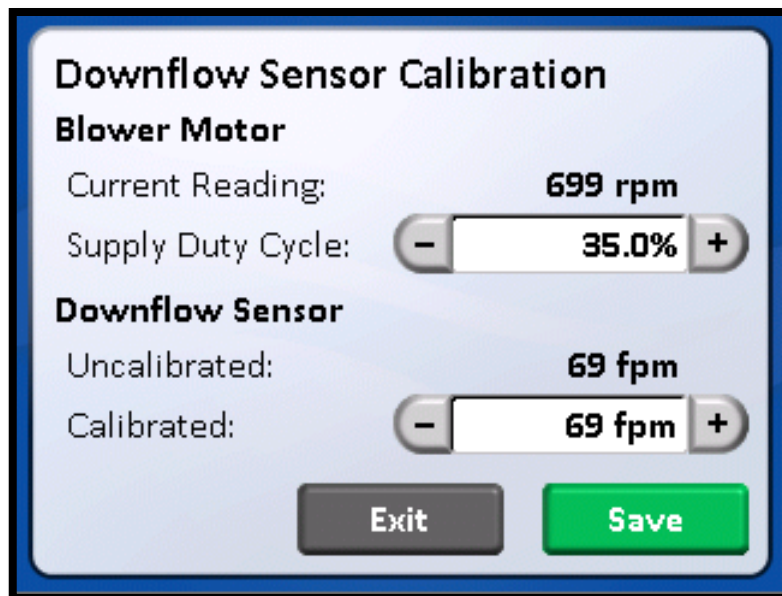 Downflow Sensor Calibration
Blower Motor
Current Reading: 699 rpm
Supply Duty Cycle: − 35.0% +
Downflow Sensor
Uncalibrated: 69 fpm
Calibrated: − 69 fpm +
Exit Save